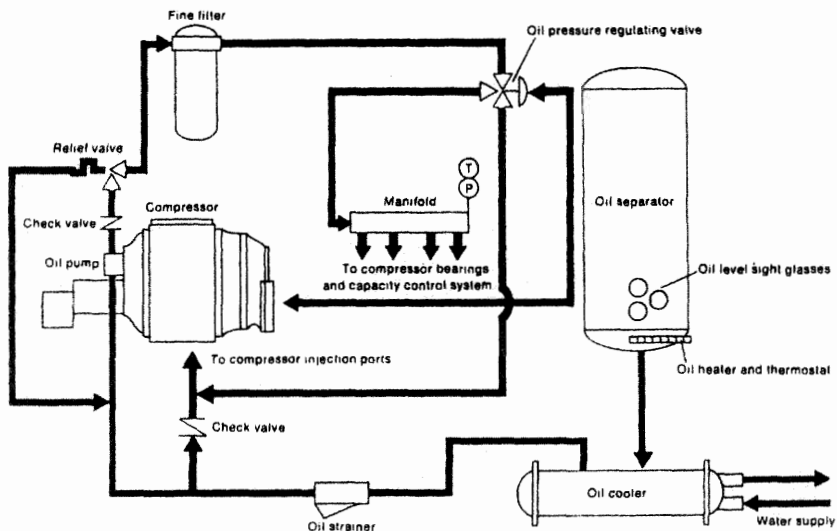 Fine filter
Oil pressure regulating valve
Relief valve
T
P
Compressor
Manifold
Oil separator
Check valve
Oil pump
To compressor bearings
and capacity control system
Oil level sight glasses
To compressor injection ports
Oil heater and thermostat
Check valve
Oil cooler
Oil strainer
Water supply